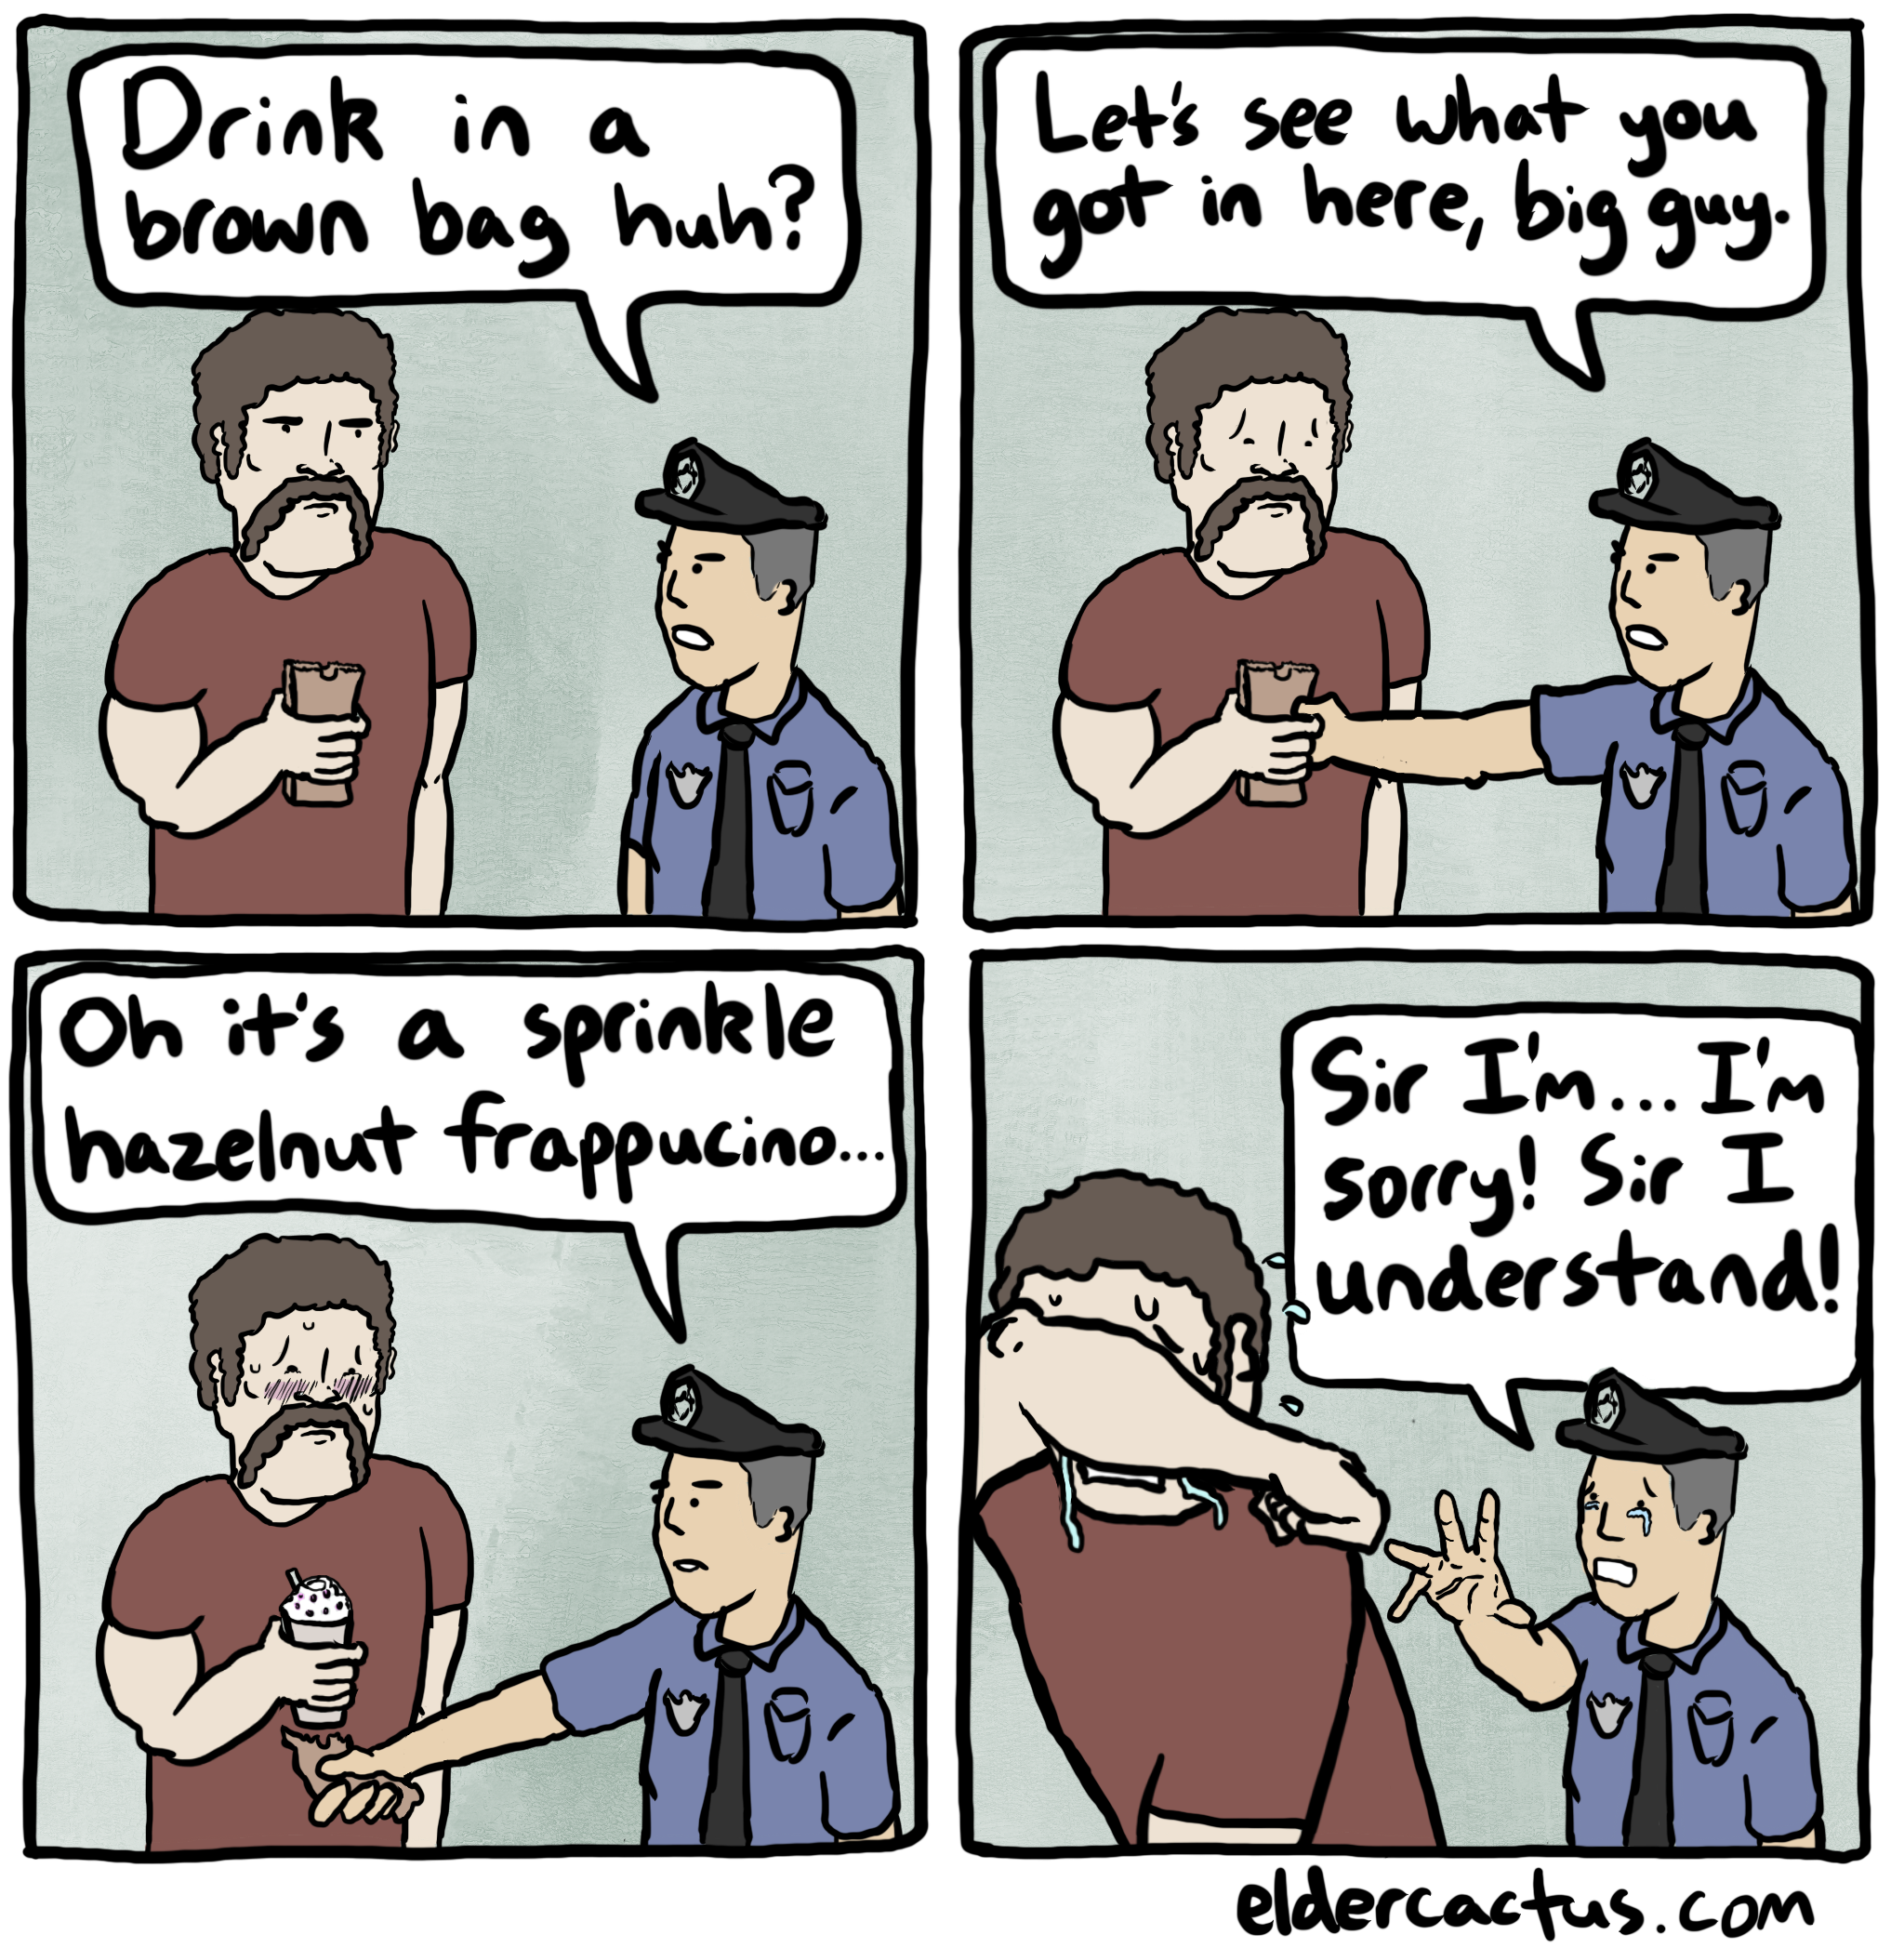 Drink in a
brown bag huh?
Let's see what you
got in here, big guy.
Oh it's a sprinkle
hazelnut frappucino...
Sir I'm... I'm
sorry! Sir I
understand!
eldercactus.com